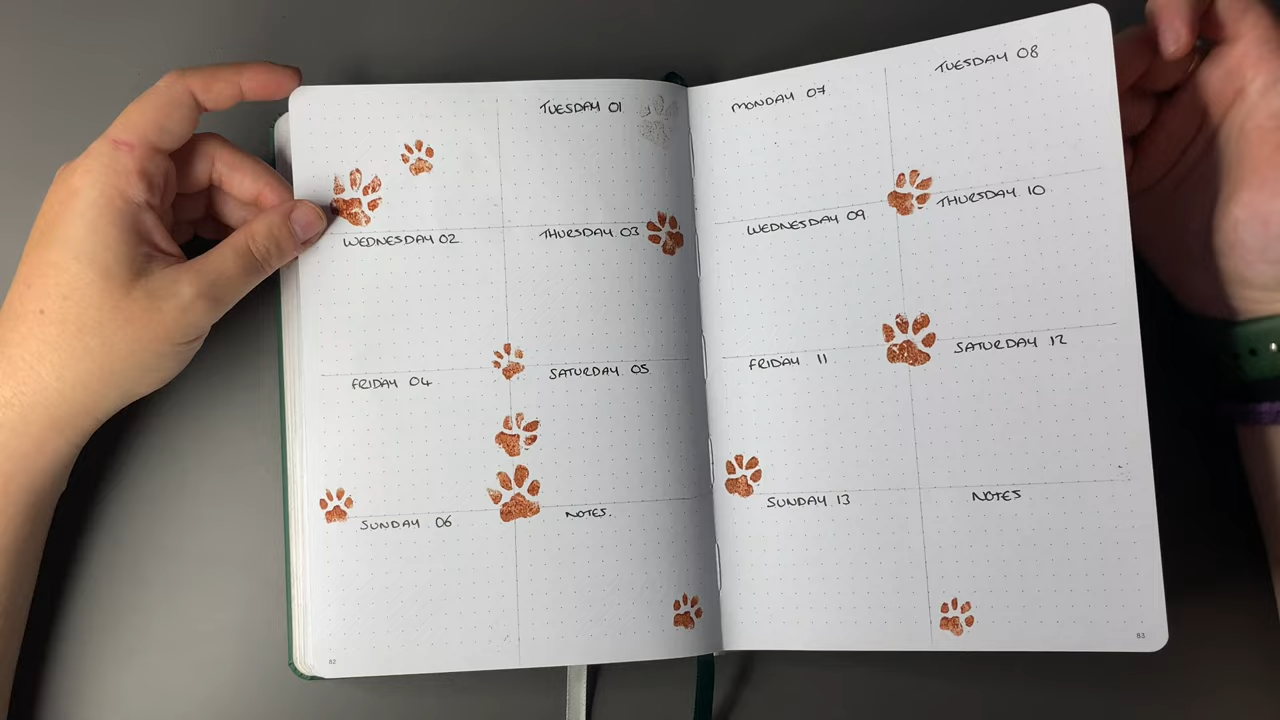 TUESDAY 01
WEDNESDAY 02
THURSDAY 03
FRIDAY 04
SATURDAY 05
SUNDAY 06
NOTES.
82
MONDAY 07
TUESDAY 08
WEDNESDAY 09
THURSDAY 10
FRIDAY 11
SATURDAY 12
SUNDAY 13
NOTES
83